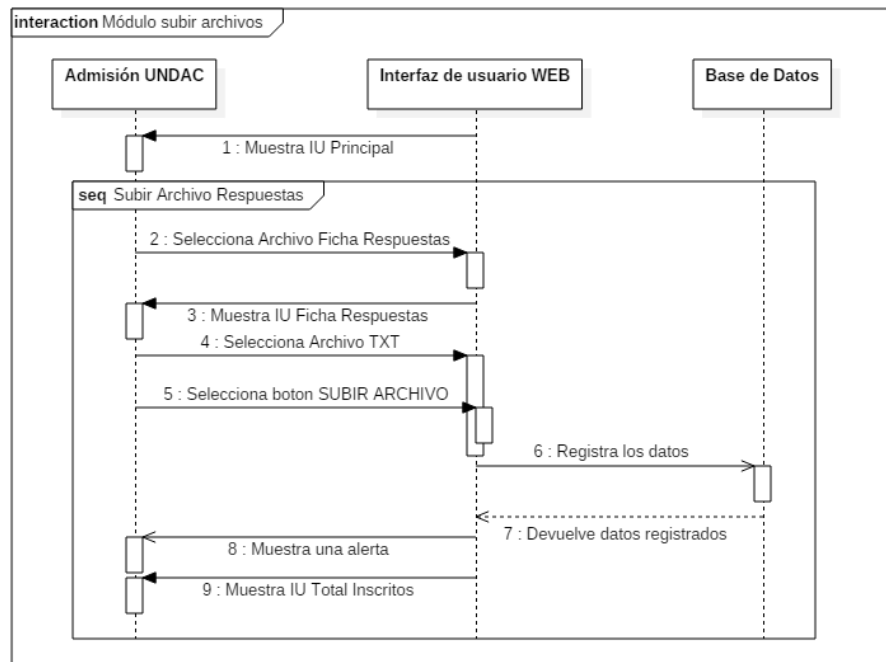 interaction Módulo subir archivos
Admisión UNDAC
Interfaz de usuario WEB
Base de Datos
1 : Muestra IU Principal
seq Subir Archivo Respuestas
2 : Selecciona Archivo Ficha Respuestas
3 : Muestra IU Ficha Respuestas
4 : Selecciona Archivo TXT
5 : Selecciona boton SUBIR ARCHIVO
6 : Registra los datos
7 : Devuelve datos registrados
8 : Muestra una alerta
9 : Muestra IU Total Inscritos